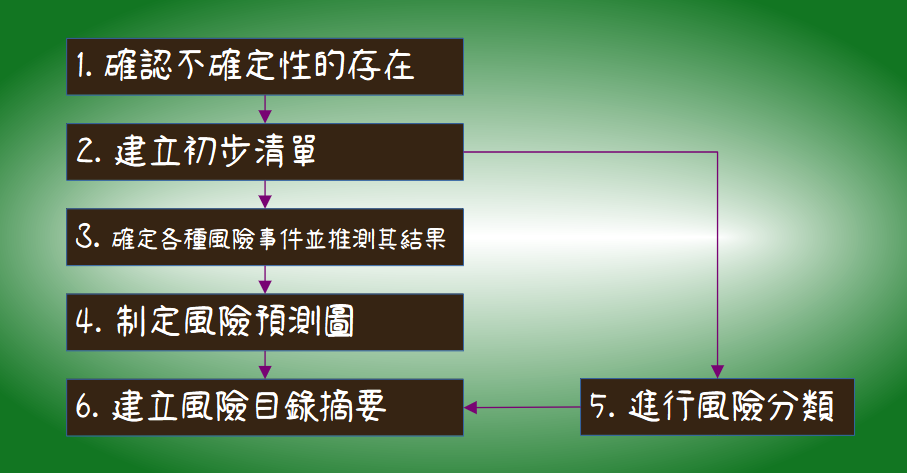 1. 確認不確定性的存在
2. 建立初步清單
3. 確定各種風險事件並推測其結果
4. 制定風險預測圖
6. 建立風險目錄摘要
5. 進行風險分類